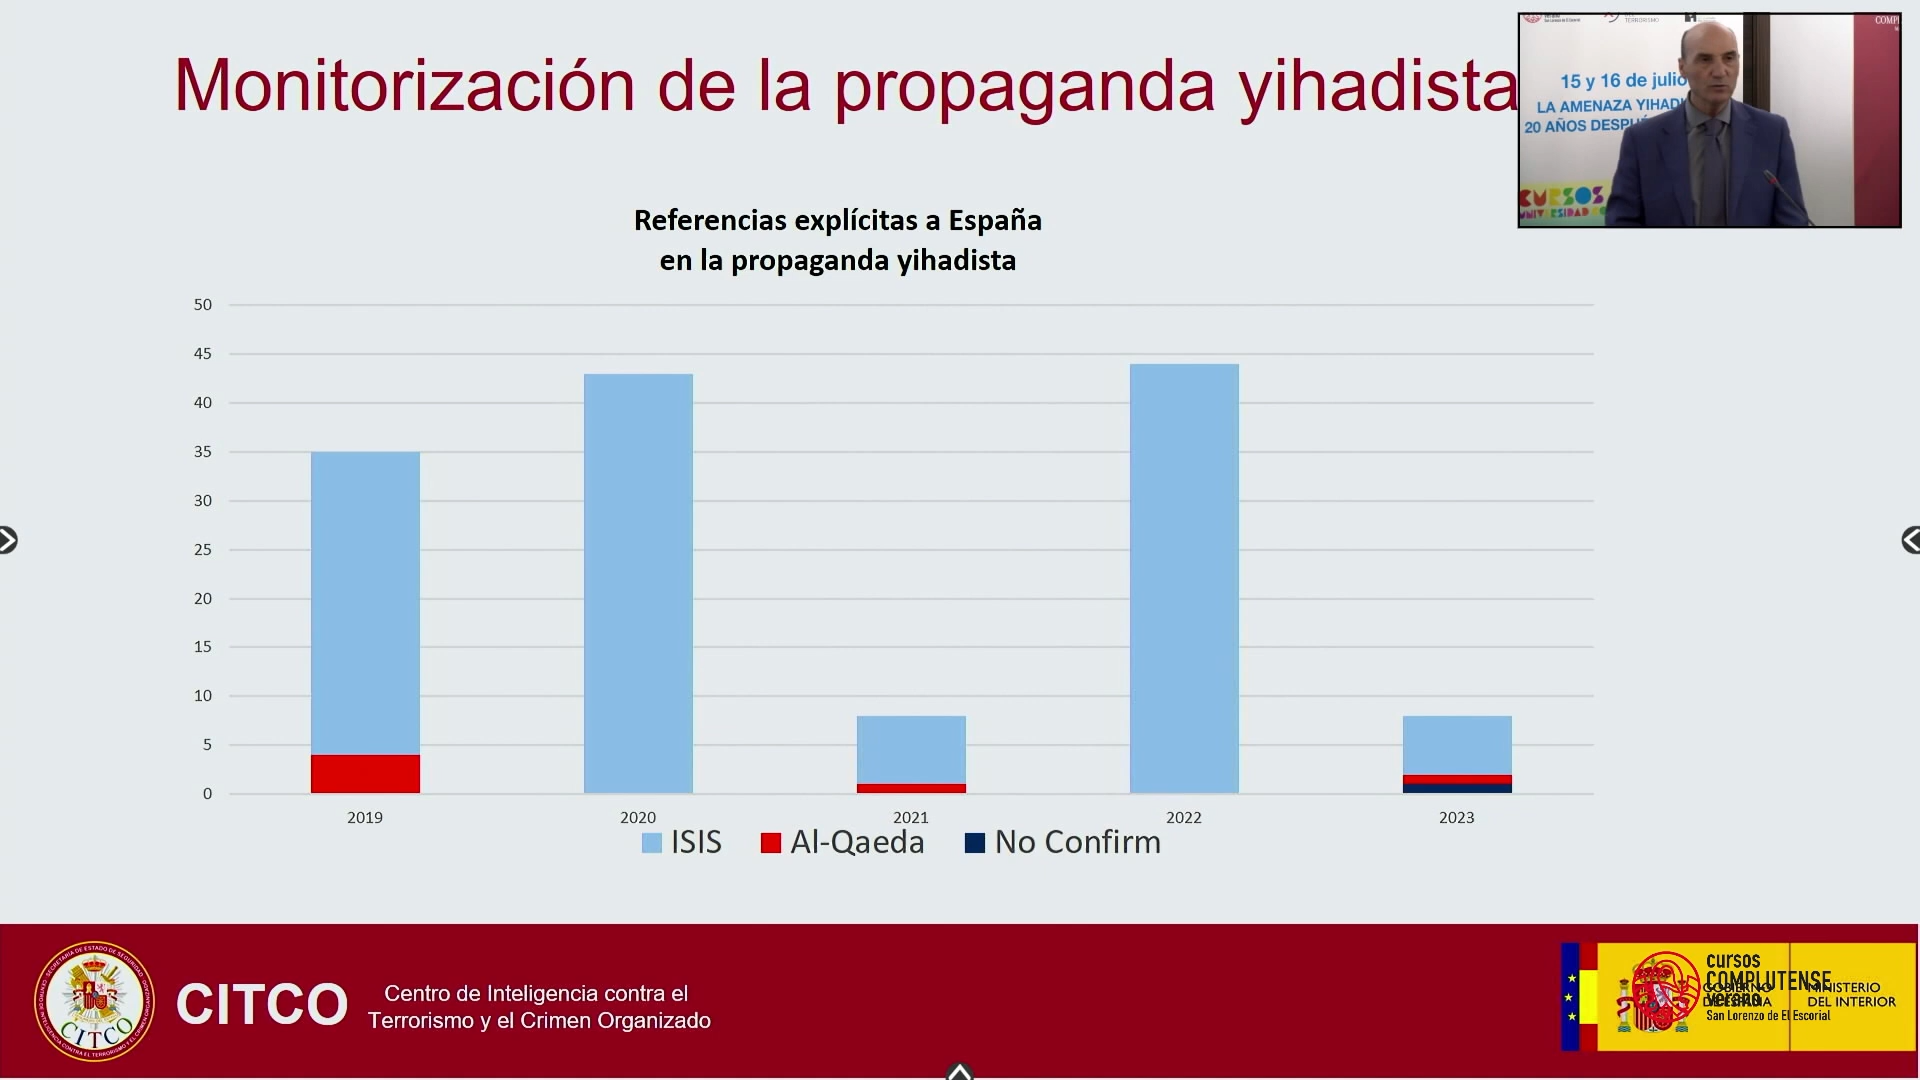 Monitorización de la propaganda yihadista
15 y 16 de julio
LA AMENAZA
20 AÑOS
CURSOS
Referencias explícitas a España
en la propaganda yihadista
50
45
40
35
30
25
20
15
10
5
0
2019 2020 2021 2022 2023
ISIS Al-Qaeda No Confirm
CITCO
CITCO
Centro de Inteligencia contra el
Terrorismo y el Crimen Organizado
cursos
COMPLUTENSE
verano
San Lorenzo de El Escorial
GOBIERNO
DE ESPAÑA
MINISTERIO
DEL INTERIOR